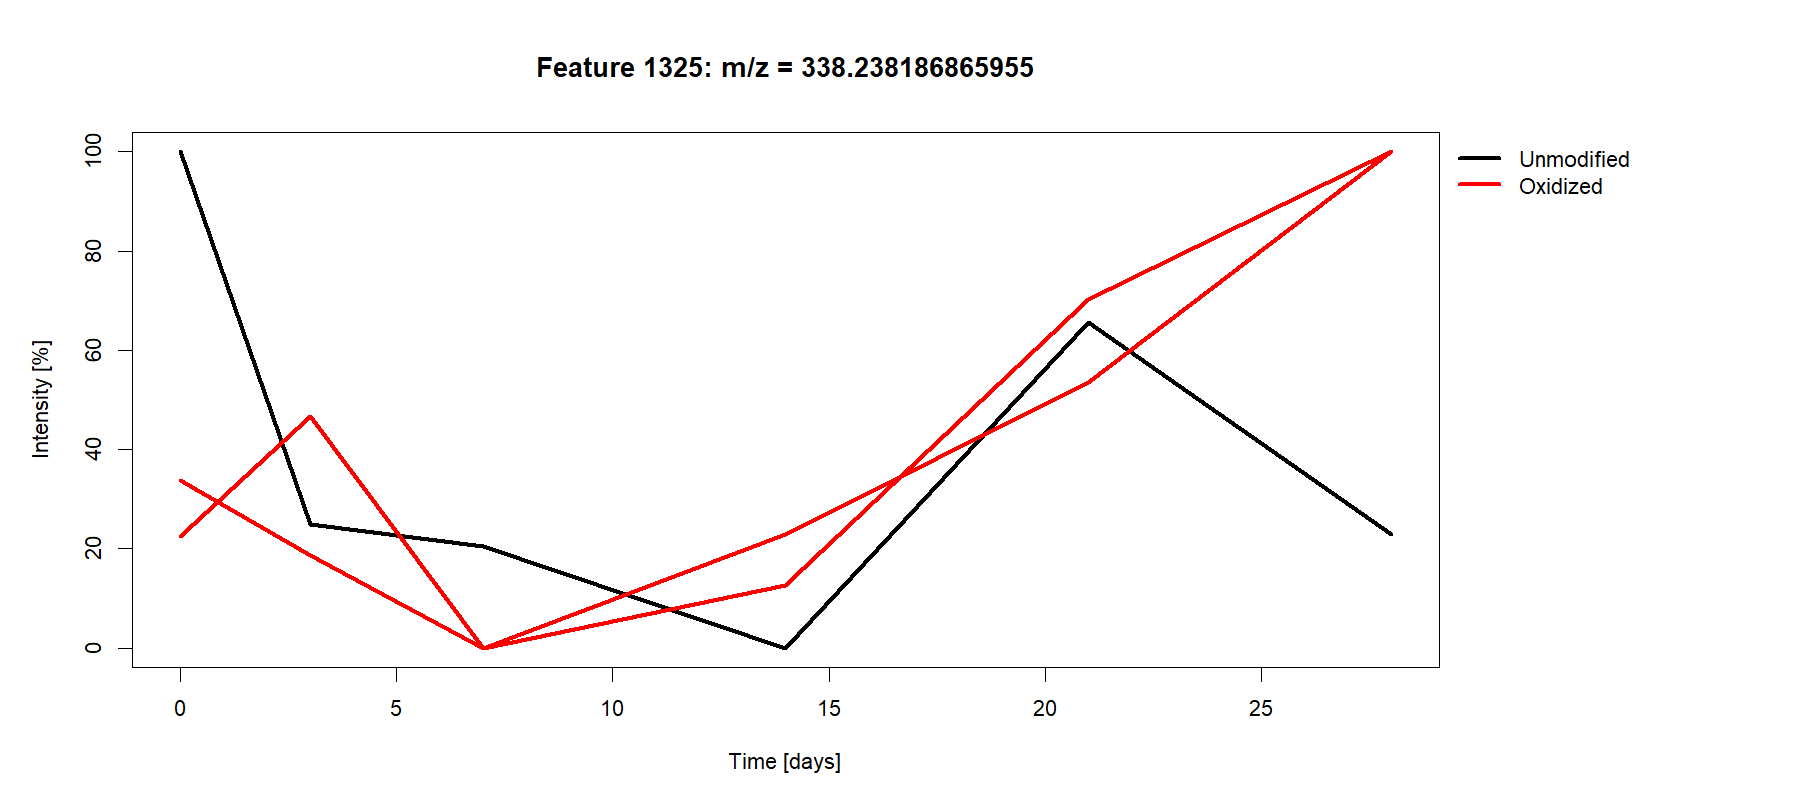 Feature 1325: m/z = 338.238186865955
Unmodified
Oxidized
Intensity [%]
100
80
60
40
20
0
0 5 10 15 20 25
Time [days]